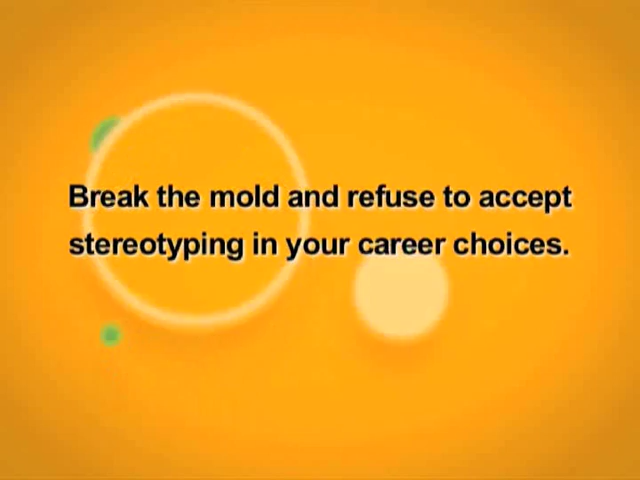 Break the mold and refuse to accept
stereotyping in your career choices.